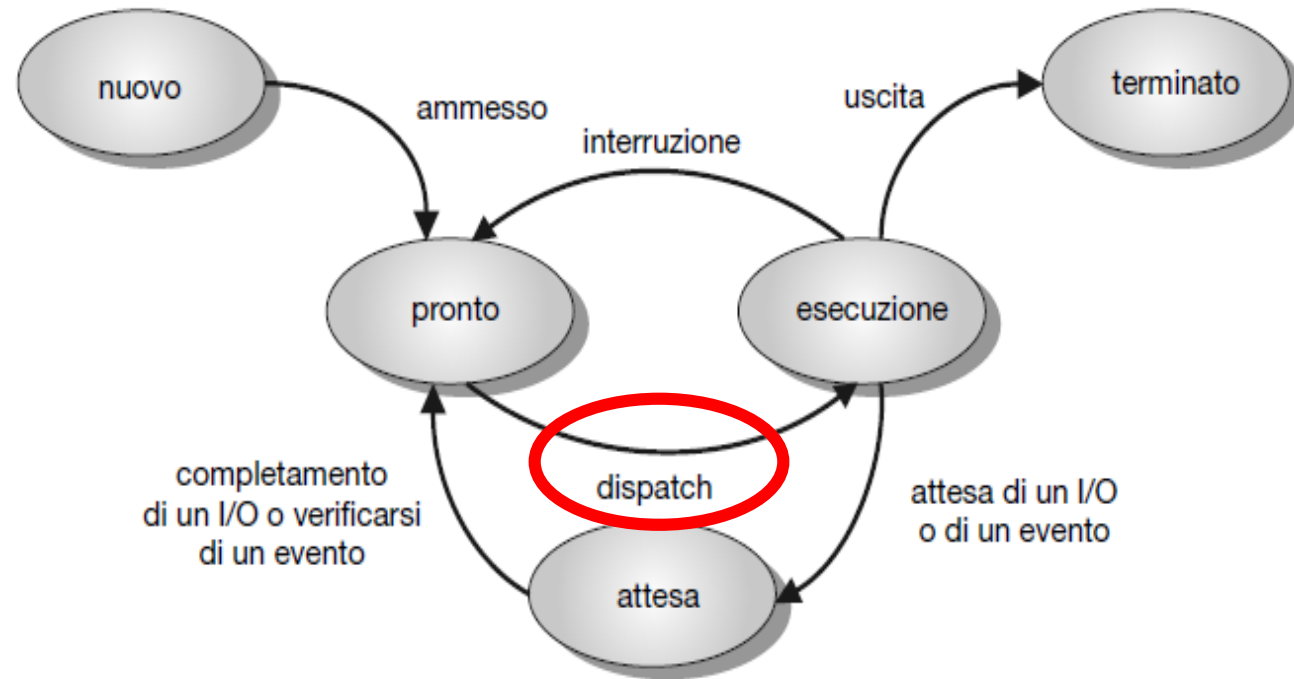 nuovo
terminato
uscita
ammesso
interruzione
pronto
esecuzione
completamento
di un I/O o verificarsi
di un evento
dispatch
attesa di un I/O
o di un evento
attesa